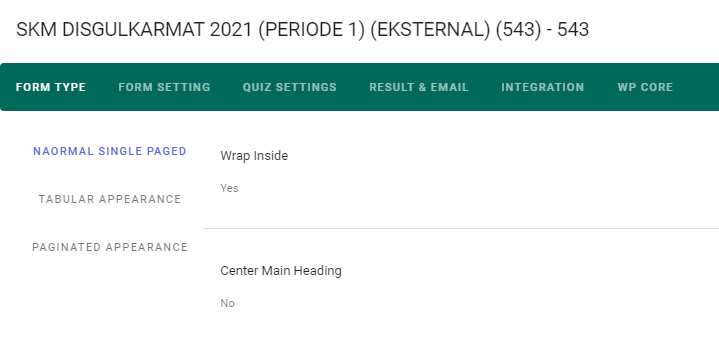 SKM DISGULKARMAT 2021 (PERIODE 1) (EKSTERNAL) (543) - 543
FORM TYPE FORM SETTING QUIZ SETTINGS RESULT & EMAIL INTEGRATION WP CORE
NAORMAL SINGLE PAGED
TABULAR APPEARANCE
PAGINATED APPEARANCE
Wrap Inside
Yes
Center Main Heading
No